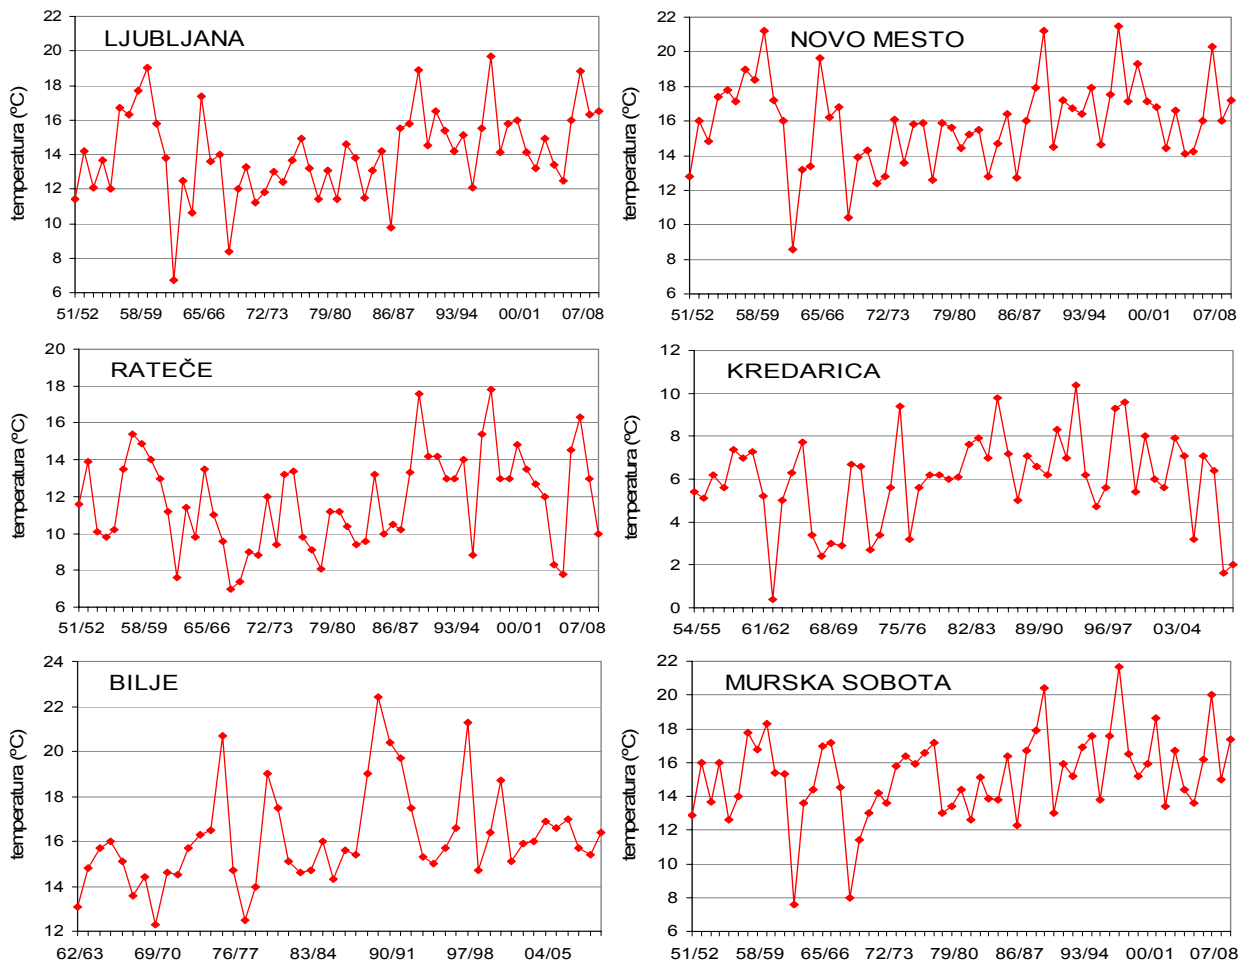 LJUBLJANA
temperatura (ºC)
22
20
18
16
14
12
10
8
6
51/52 58/59 65/66 72/73 79/80 86/87 93/94 00/01 07/08
NOVO MESTO
temperatura (ºC)
22
20
18
16
14
12
10
8
6
51/52 58/59 65/66 72/73 79/80 86/87 93/94 00/01 07/08
RATEČE
temperatura (ºC)
20
18
16
14
12
10
8
6
51/52 58/59 65/66 72/73 79/80 86/87 93/94 00/01 07/08
KREDARICA
temperatura (ºC)
12
10
8
6
4
2
0
54/55 61/62 68/69 75/76 82/83 89/90 96/97 03/04
BILJE
temperatura (ºC)
24
22
20
18
16
14
12
62/63 69/70 76/77 83/84 90/91 97/98 04/05
MURSKA SOBOTA
temperatura (ºC)
22
20
18
16
14
12
10
8
6
51/52 58/59 65/66 72/73 79/80 86/87 93/94 00/01 07/08